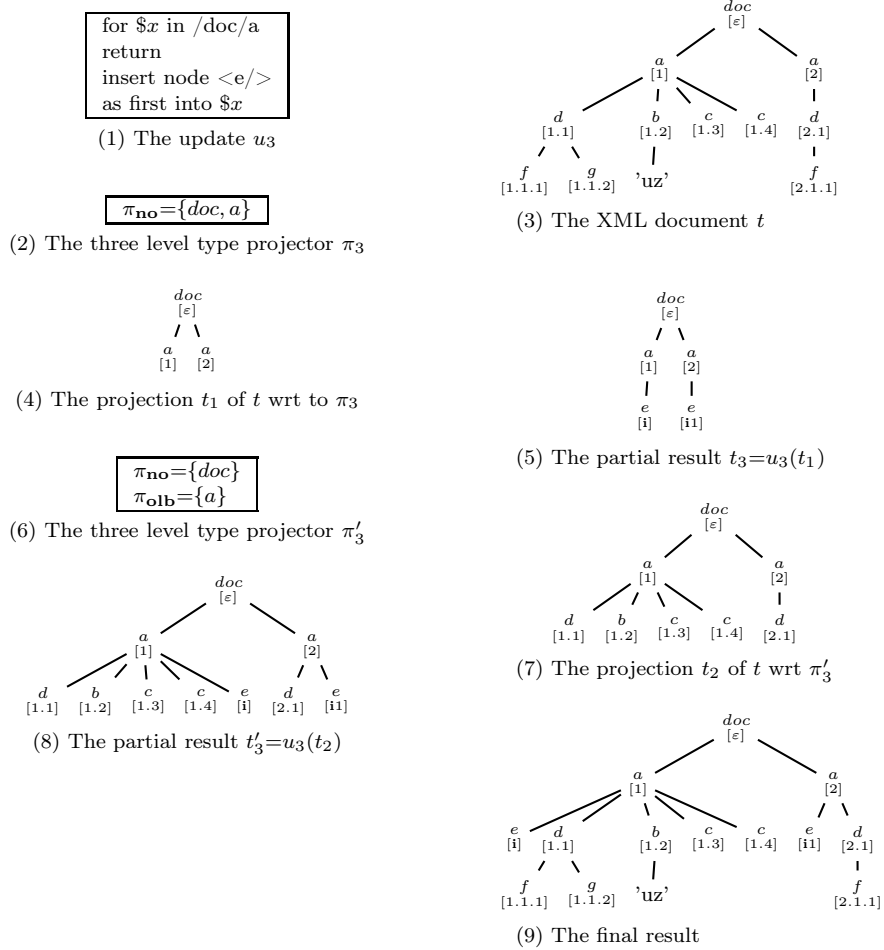 for $x in /doc/a
return
insert node <e/>
as first into $x
(1) The update u3
πno={doc, a}
(2) The three level type projector π3
doc
[ε]
a a
[1] [2]
d b c c d
[1.1] [1.2] [1.3] [1.4] [2.1]
f g 'uz' f
[1.1.1] [1.1.2] [2.1.1]
(3) The XML document t
doc
[ε]
a a
[1] [2]
(4) The projection t1 of t wrt to π3
doc
[ε]
a a
[1] [2]
e e
[i] [i1]
(5) The partial result t3=u3(t1)
πno={doc}
πolb={a}
(6) The three level type projector π′3
doc
[ε]
a a
[1] [2]
d b c c d
[1.1] [1.2] [1.3] [1.4] [2.1]
(7) The projection t2 of t wrt π′3
doc
[ε]
a a
[1] [2]
d b c c e d e
[1.1] [1.2] [1.3] [1.4] [i] [2.1] [i1]
(8) The partial result t′3=u3(t2)
doc
[ε]
a a
[1] [2]
e d b c c e d
[i] [1.1] [1.2] [1.3] [1.4] [i1] [2.1]
f g 'uz' f
[1.1.1] [1.1.2] [2.1.1]
(9) The final result